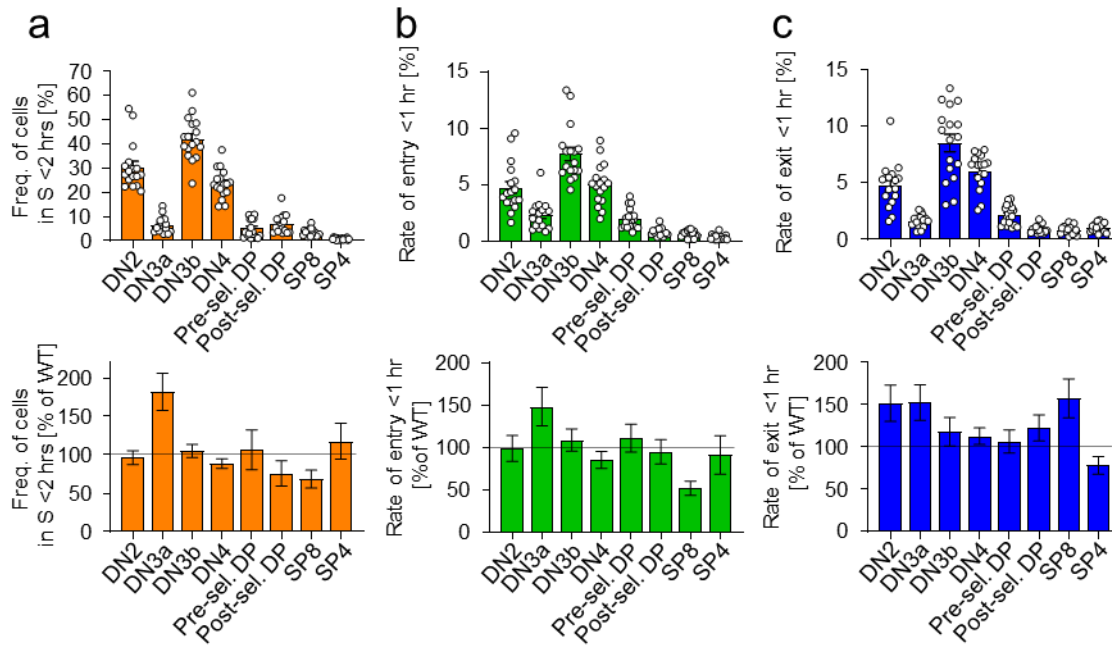 a
Freq. of cells
in S <2 hrs [%]
70
60
50
40
30
20
10
0
DN2
DN3a
DN3b
DN4
Pre-sel. DP
Post-sel. DP
SP8
SP4
b
Rate of entry <1 hr [%]
15
10
5
0
DN2
DN3a
DN3b
DN4
Pre-sel. DP
Post-sel. DP
SP8
SP4
c
Rate of exit <1 hr [%]
15
10
5
0
DN2
DN3a
DN3b
DN4
Pre-sel. DP
Post-sel. DP
SP8
SP4
Freq. of cells
in S <2 hrs [% of WT]
200
150
100
50
0
DN2
DN3a
DN3b
DN4
Pre-sel. DP
Post-sel. DP
SP8
SP4
Rate of entry <1 hr
[%of WT]
200
150
100
50
0
DN2
DN3a
DN3b
DN4
Pre-sel. DP
Post-sel. DP
SP8
SP4
Rate of exit <1 hr
[% of WT]
200
150
100
50
0
DN2
DN3a
DN3b
DN4
Pre-sel. DP
Post-sel. DP
SP8
SP4